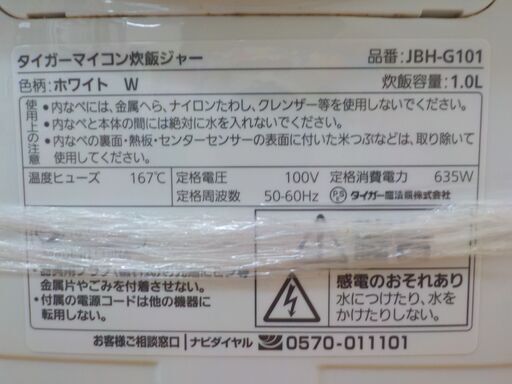 タイガーマイコン炊飯ジャー 品番:JBH-G101
色柄:ホワイト W 炊飯容量:1.0L
使用上の注意
・内なべには、金属へら、ナイロンたわし、クレンザー等を使用しないでください。
・内なべと本体の間には絶対に水を入れないでください。
・内なべの裏面・熱板・センターセンサーの表面に付いた米つぶなどは、取り除いて
使用してください。
温度ヒューズ 167℃ 定格電圧 100V 定格消費電力 635W
定格周波数 50-60Hz PSE タイガー魔法瓶株式会社
金属片やごみを付着させない。
・付属の電源コードは他の機器に
転用しない。
感電のおそれあり
水につけたり、水を
かけたりしない
お客様ご相談窓口 ナビダイヤル 0570-011101